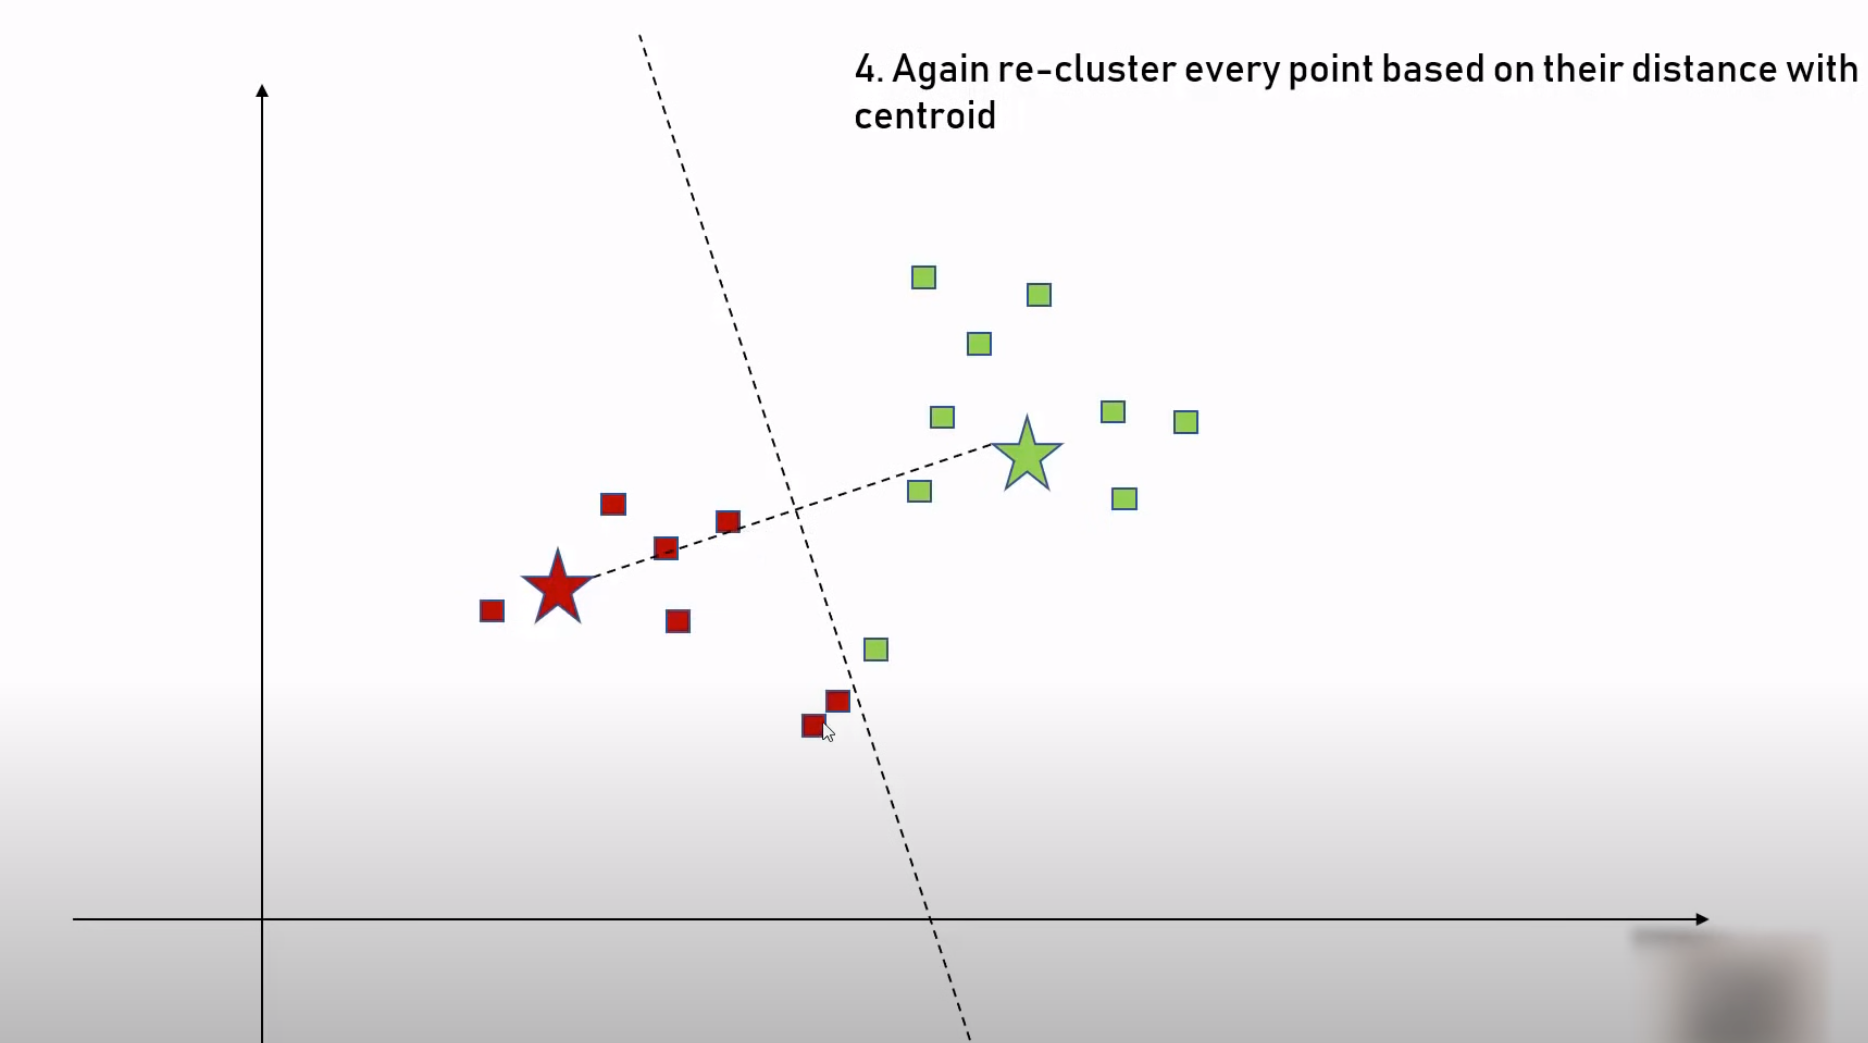 4. Again re-cluster every point based on their distance with
centroid